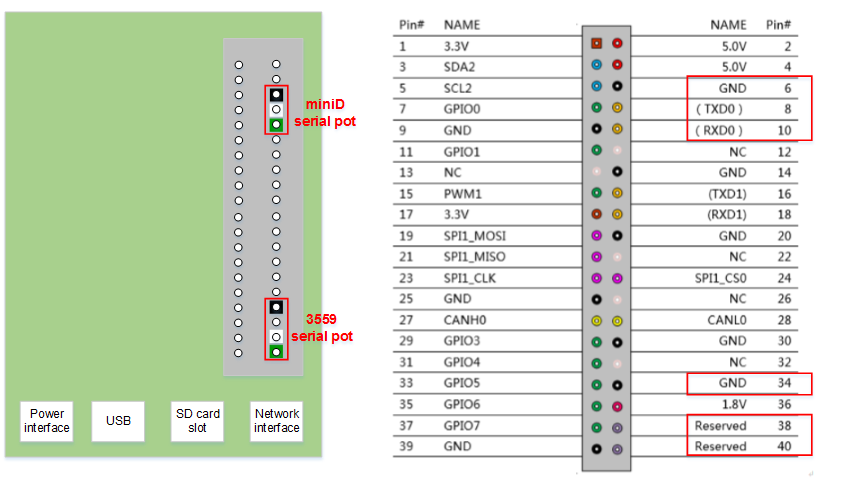 miniD
serial pot
3559
serial pot
Power
interface
USB
SD card
slot
Network
interface
Pin# NAME NAME Pin#
1 3.3V 5.0V 2
3 SDA2 5.0V 4
5 SCL2 GND 6
7 GPIO0 ( TXD0 ) 8
9 GND ( RXD0 ) 10
11 GPIO1 NC 12
13 NC GND 14
15 PWM1 (TXD1) 16
17 3.3V (RXD1) 18
19 SPI1_MOSI GND 20
21 SPI1_MISO NC 22
23 SPI1_CLK SPI1_CS0 24
25 GND NC 26
27 CANH0 CANL0 28
29 GPIO3 GND 30
31 GPIO4 NC 32
33 GPIO5 GND 34
35 GPIO6 1.8V 36
37 GPIO7 Reserved 38
39 GND Reserved 40